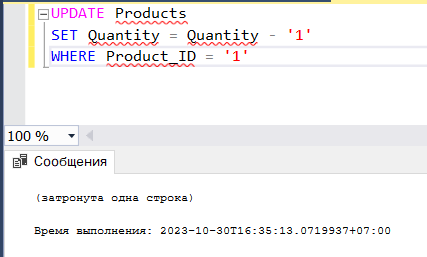 UPDATE Products
SET Quantity = Quantity - '1'
WHERE Product_ID = '1'
100 %
Сообщения
(затронута одна строка)
Время выполнения: 2023-10-30T16:35:13.0719937+07:00